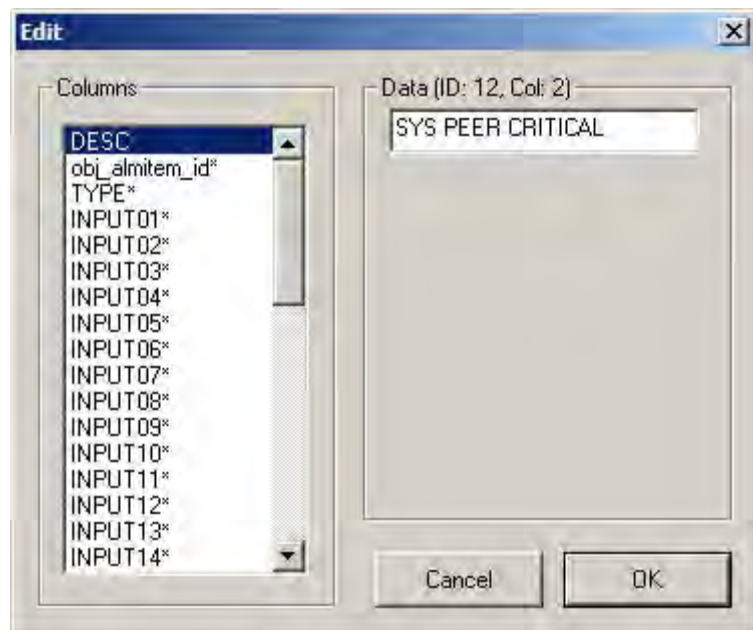 Edit
Columns
DESC
obj_almitem_id*
TYPE*
INPUT01*
INPUT02*
INPUT03*
INPUT04*
INPUT05*
INPUT06*
INPUT07*
INPUT08*
INPUT09*
INPUT10*
INPUT11*
INPUT12*
INPUT13*
INPUT14*
Data (ID: 12, Col: 2)
SYS PEER CRITICAL
Cancel
OK